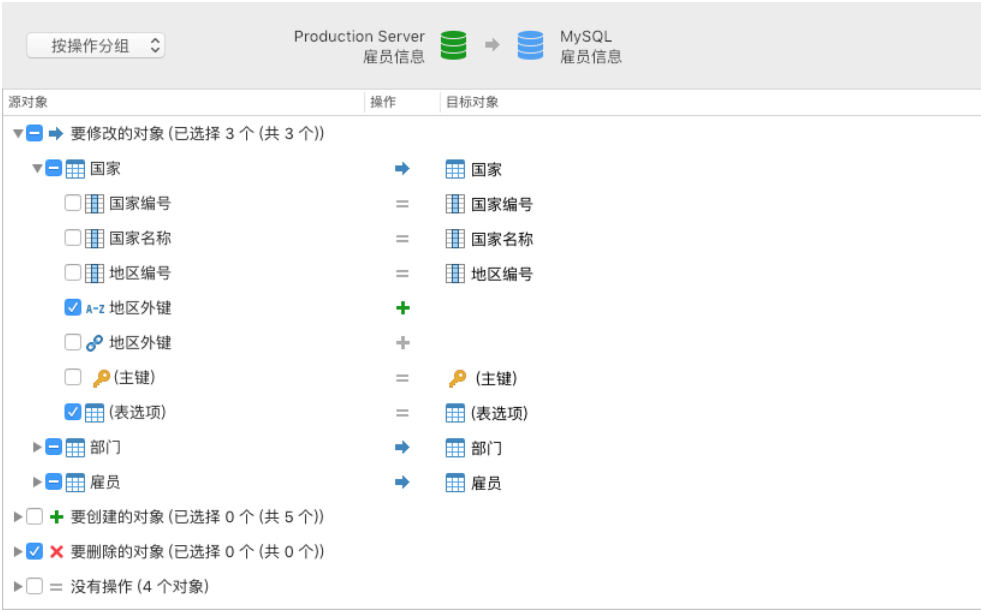 按操作分组
Production Server
雇员信息
MySQL
雇员信息
源对象 操作 目标对象
要修改的对象 (已选择 3 个 (共 3 个))
国家 国家
国家编号 = 国家编号
国家名称 = 国家名称
地区编号 = 地区编号
A-Z 地区外键 +
地区外键 +
(主键) = (主键)
(表选项) = (表选项)
部门 部门
雇员 雇员
+ 要创建的对象 (已选择 0 个 (共 5 个))
要删除的对象 (已选择 0 个 (共 0 个))
= 没有操作 (4 个对象)